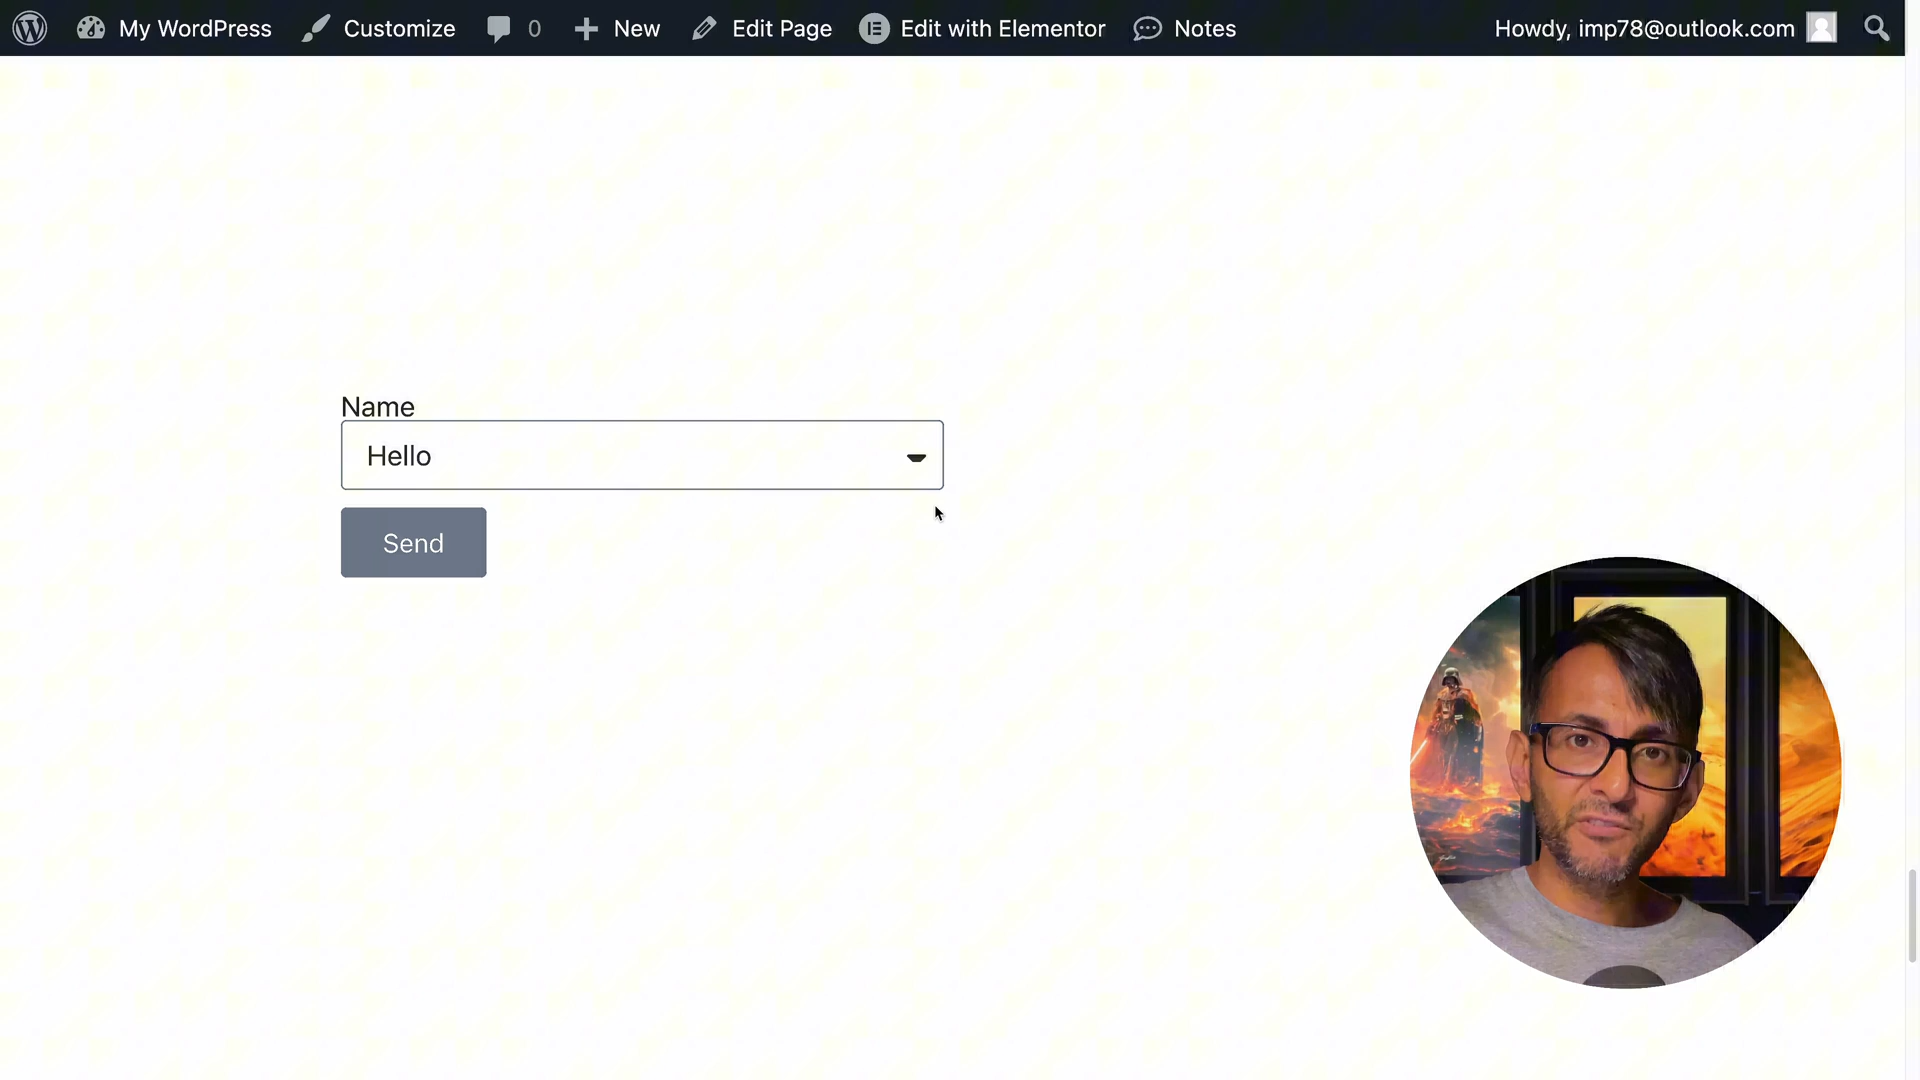 My WordPress Customize 0 New Edit Page Edit with Elementor Notes Howdy, imp78@outlook.com
Name
Hello
Send